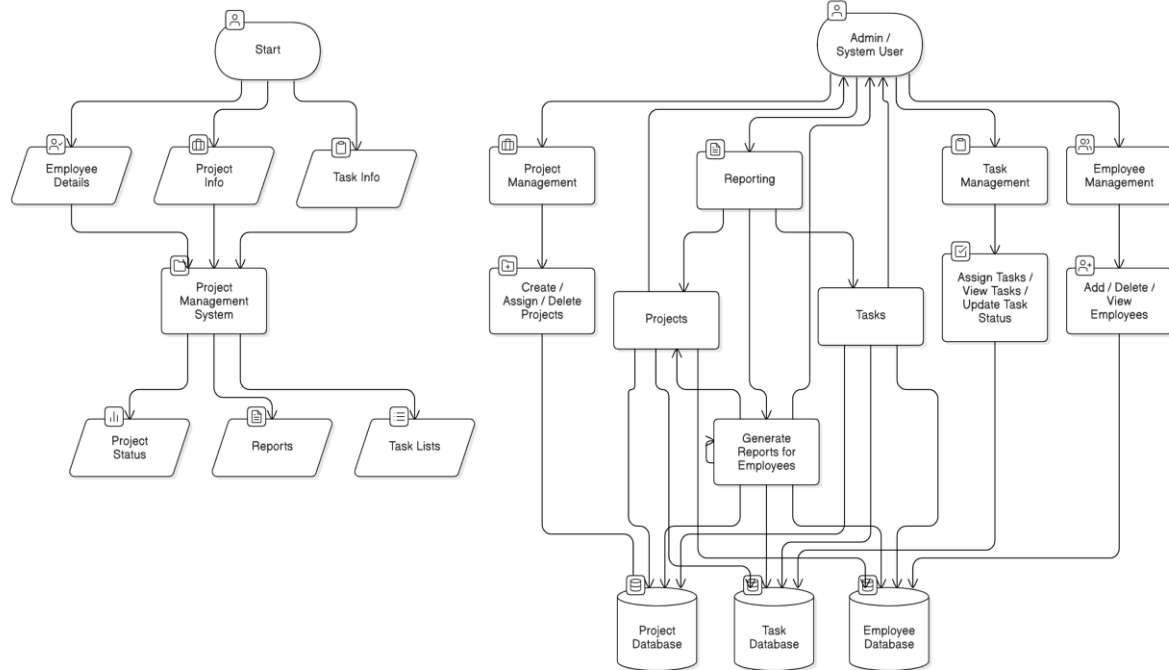 Start
Employee
Details
Project
Info
Task Info
Project
Management
System
Project
Status
Reports
Task Lists
Admin /
System User
Project
Management
Reporting
Task
Management
Employee
Management
Create /
Assign / Delete
Projects
Projects
Tasks
Assign Tasks /
View Tasks /
Update Task
Status
Add / Delete /
View
Employees
Generate
Reports for
Employees
Project
Database
Task
Database
Employee
Database